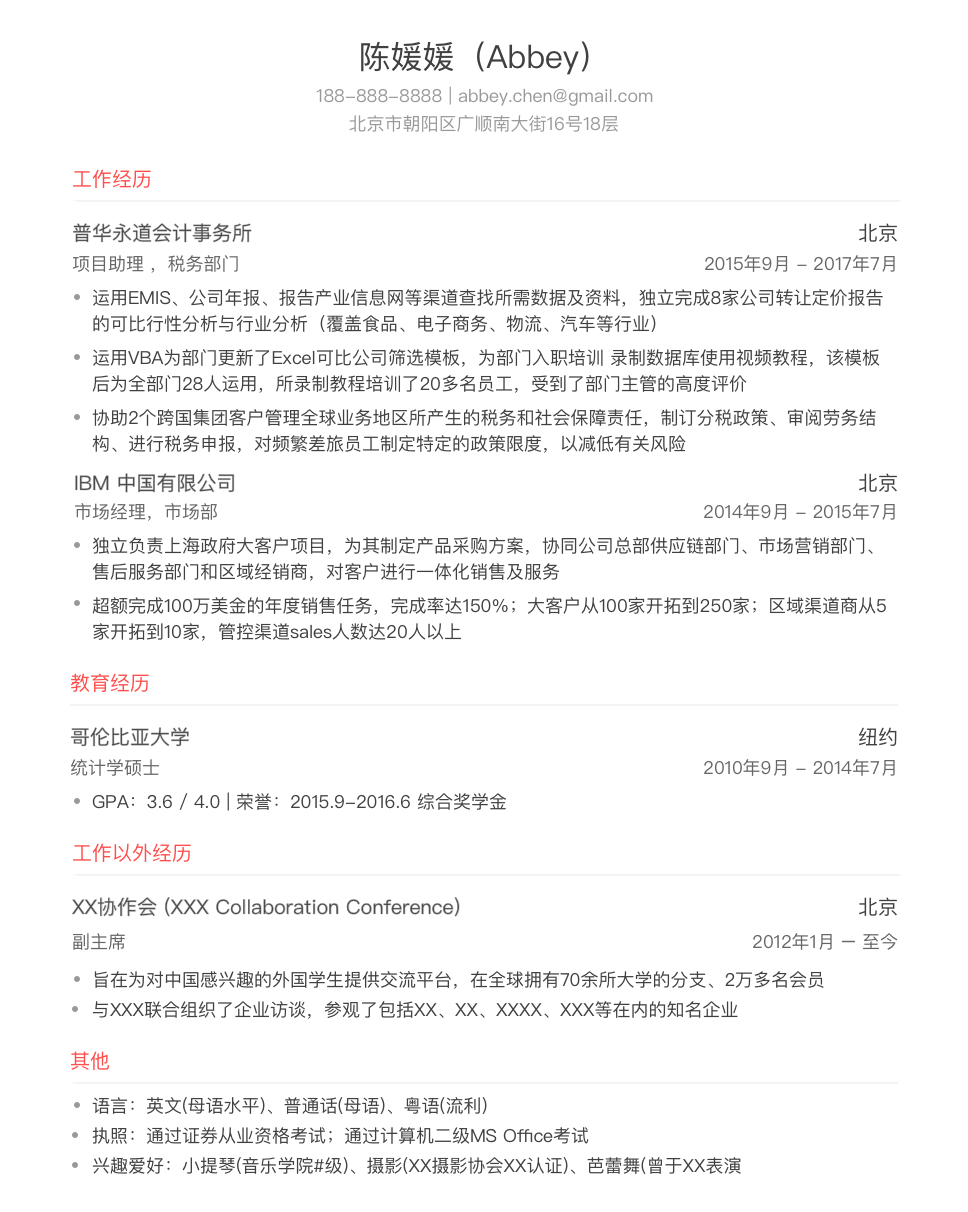 陈媛媛（Abbey）
188-888-8888 | abbey.chen@gmail.com
北京市朝阳区广顺南大街16号18层
工作经历
普华永道会计事务所 北京
项目助理 ，税务部门 2015年9月 - 2017年7月
• 运用EMIS、公司年报、报告产业信息网等渠道查找所需数据及资料，独立完成8家公司转让定价报告
的可比行性分析与行业分析（覆盖食品、电子商务、物流、汽车等行业）
• 运用VBA为部门更新了Excel可比公司筛选模板，为部门入职培训 录制数据库使用视频教程，该模板
后为全部门28人运用，所录制教程培训了20多名员工，受到了部门主管的高度评价
• 协助2个跨国集团客户管理全球业务地区所产生的税务和社会保障责任，制订分税政策、审阅劳务结
构、进行税务申报，对频繁差旅员工制定特定的政策限度，以减低有关风险
IBM 中国有限公司 北京
市场经理，市场部 2014年9月 - 2015年7月
• 独立负责上海政府大客户项目，为其制定产品采购方案，协同公司总部供应链部门、市场营销部门、
售后服务部门和区域经销商，对客户进行一体化销售及服务
• 超额完成100万美金的年度销售任务，完成率达150%；大客户从100家开拓到250家；区域渠道商从5
家开拓到10家，管控渠道sales人数达20人以上
教育经历
哥伦比亚大学 纽约
统计学硕士 2010年9月 - 2014年7月
• GPA：3.6 / 4.0 | 荣誉：2015.9-2016.6 综合奖学金
工作以外经历
XX协作会 (XXX Collaboration Conference) 北京
副主席 2012年1月 — 至今
• 旨在为对中国感兴趣的外国学生提供交流平台，在全球拥有70余所大学的分支、2万多名会员
• 与XXX联合组织了企业访谈，参观了包括XX、XX、XXXX、XXX等在内的知名企业
其他
• 语言：英文(母语水平)、普通话(母语)、粤语(流利)
• 执照：通过证券从业资格考试；通过计算机二级MS Office考试
• 兴趣爱好：小提琴(音乐学院#级)、摄影(XX摄影协会XX认证)、芭蕾舞(曾于XX表演